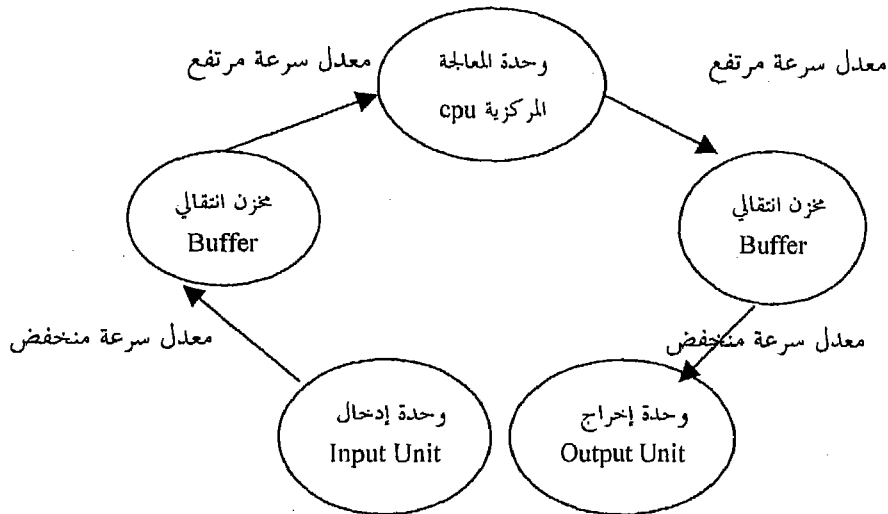 وحدة المعالجة
المركزية cpu
معدل سرعة مرتفع
معدل سرعة مرتفع
مخزن انتقالي
Buffer
مخزن انتقالي
Buffer
معدل سرعة منخفض
معدل سرعة منخفض
وحدة إخراج
Output Unit
وحدة إدخال
Input Unit